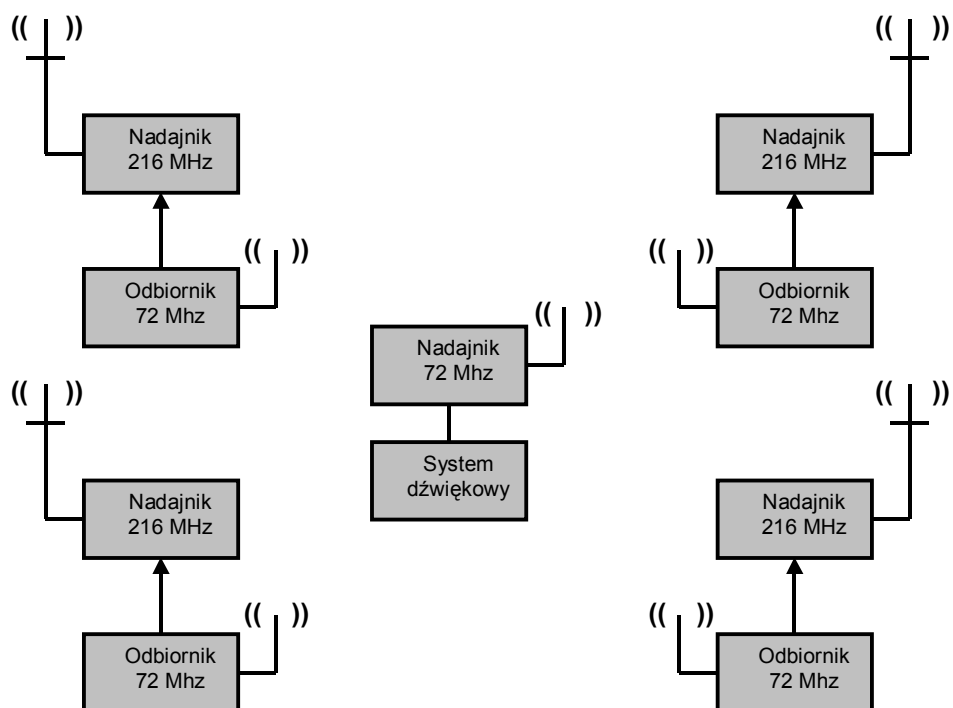 (( ))
(( ))
Nadajnik
216 MHz
Nadajnik
216 MHz
(( ))
(( ))
Odbiornik
72 Mhz
Odbiornik
72 Mhz
(( ))
Nadajnik
72 Mhz
(( ))
(( ))
System
dźwiękowy
Nadajnik
216 MHz
Nadajnik
216 MHz
(( ))
(( ))
Odbiornik
72 Mhz
Odbiornik
72 Mhz